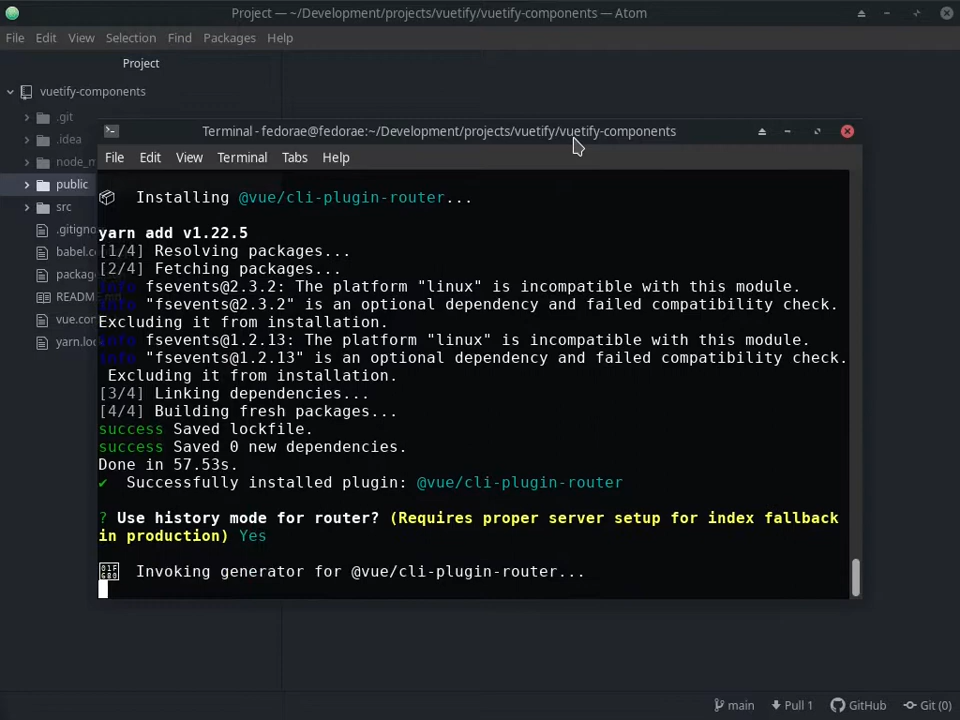 Project — ~/Development/projects/vuetify/vuetify-components — Atom
File Edit View Selection Find Packages Help
Project
vuetify-components
.git
.idea
node_m
public
src
.gitigno
babel.c
package
README.md
vue.con
yarn.loc
Terminal - fedorae@fedorae:~/Development/projects/vuetify/vuetify-components
File Edit View Terminal Tabs Help
Installing @vue/cli-plugin-router...
yarn add v1.22.5
[1/4] Resolving packages...
[2/4] Fetching packages...
info fsevents@2.3.2: The platform "linux" is incompatible with this module.
info "fsevents@2.3.2" is an optional dependency and failed compatibility check.
Excluding it from installation.
info fsevents@1.2.13: The platform "linux" is incompatible with this module.
info "fsevents@1.2.13" is an optional dependency and failed compatibility check.
Excluding it from installation.
[3/4] Linking dependencies...
[4/4] Building fresh packages...
success Saved lockfile.
success Saved 0 new dependencies.
Done in 57.53s.
✔ Successfully installed plugin: @vue/cli-plugin-router
? Use history mode for router? (Requires proper server setup for index fallback
in production) Yes
Invoking generator for @vue/cli-plugin-router...
main Pull 1 GitHub Git (0)